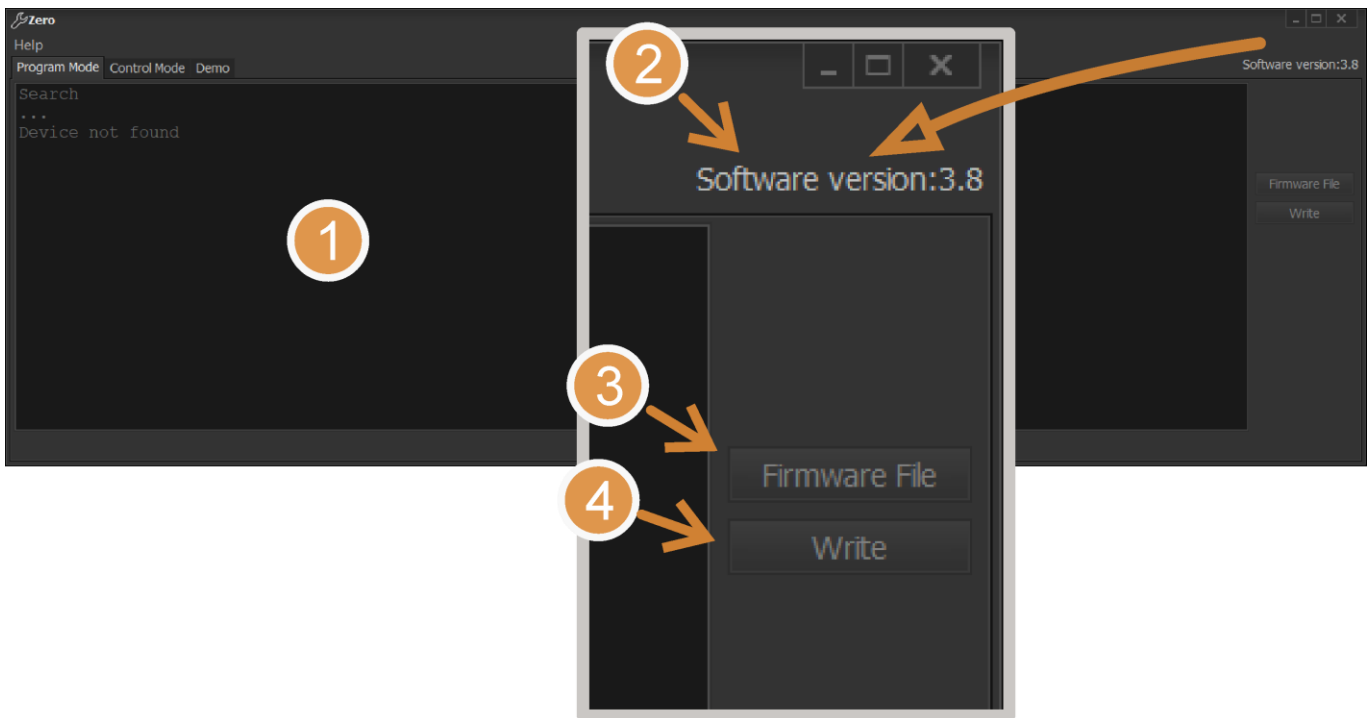 Zero
Help
Program Mode Control Mode Demo
Software version:3.8
Search
...
Device not found
Firmware File
Write
1
2
Software version:3.8
3
Firmware File
4
Write